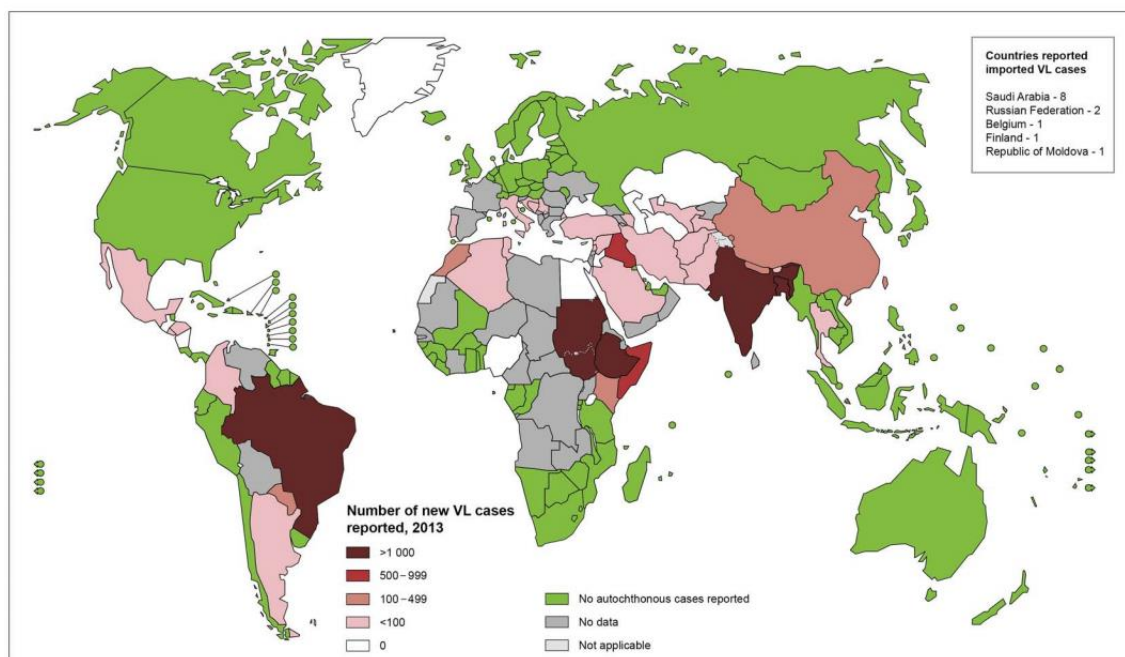 Countries reported
imported VL cases
Saudi Arabia - 8
Russian Federation - 2
Belgium - 1
Finland - 1
Republic of Moldova - 1
Number of new VL cases
reported, 2013
>1 000
500–999
100–499
<100
0
No autochthonous cases reported
No data
Not applicable